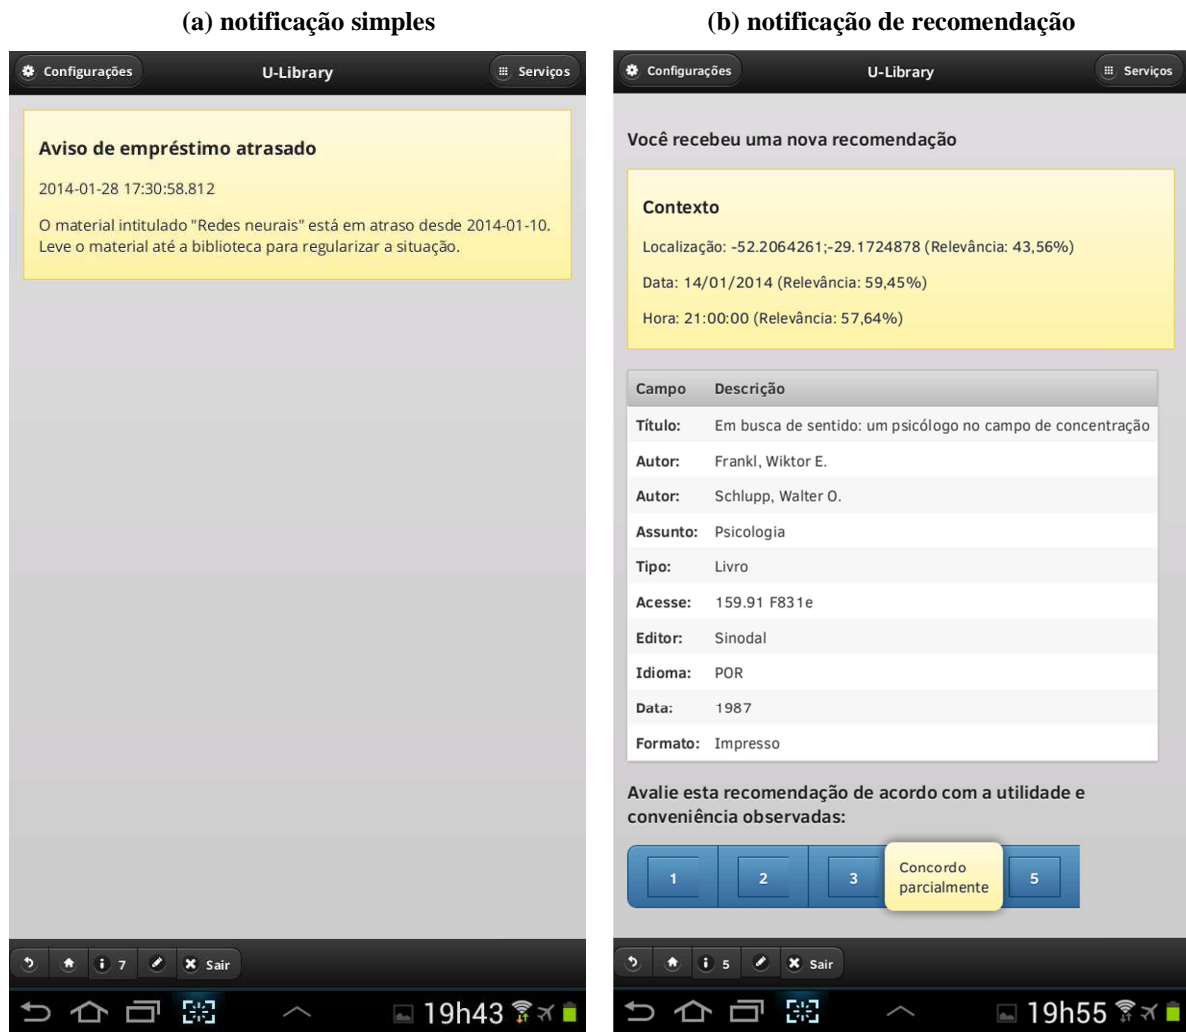 (a) notificação simples
Configurações
U-Library
Serviços
Aviso de empréstimo atrasado
2014-01-28 17:30:58.812
O material intitulado "Redes neurais" está em atraso desde 2014-01-10.
Leve o material até a biblioteca para regularizar a situação.
7
Sair
19h43
(b) notificação de recomendação
Configurações
U-Library
Serviços
Você recebeu uma nova recomendação
Contexto
Localização: -52.2064261;-29.1724878 (Relevância: 43,56%)
Data: 14/01/2014 (Relevância: 59,45%)
Hora: 21:00:00 (Relevância: 57,64%)
Campo Descrição
Título: Em busca de sentido: um psicólogo no campo de concentração
Autor: Frankl, Wiktor E.
Autor: Schlupp, Walter O.
Assunto: Psicologia
Tipo: Livro
Acesse: 159.91 F831e
Editor: Sinodal
Idioma: POR
Data: 1987
Formato: Impresso
Avalie esta recomendação de acordo com a utilidade e
conveniência observadas:
1 2 3 Concordo parcialmente 5
5
Sair
19h55